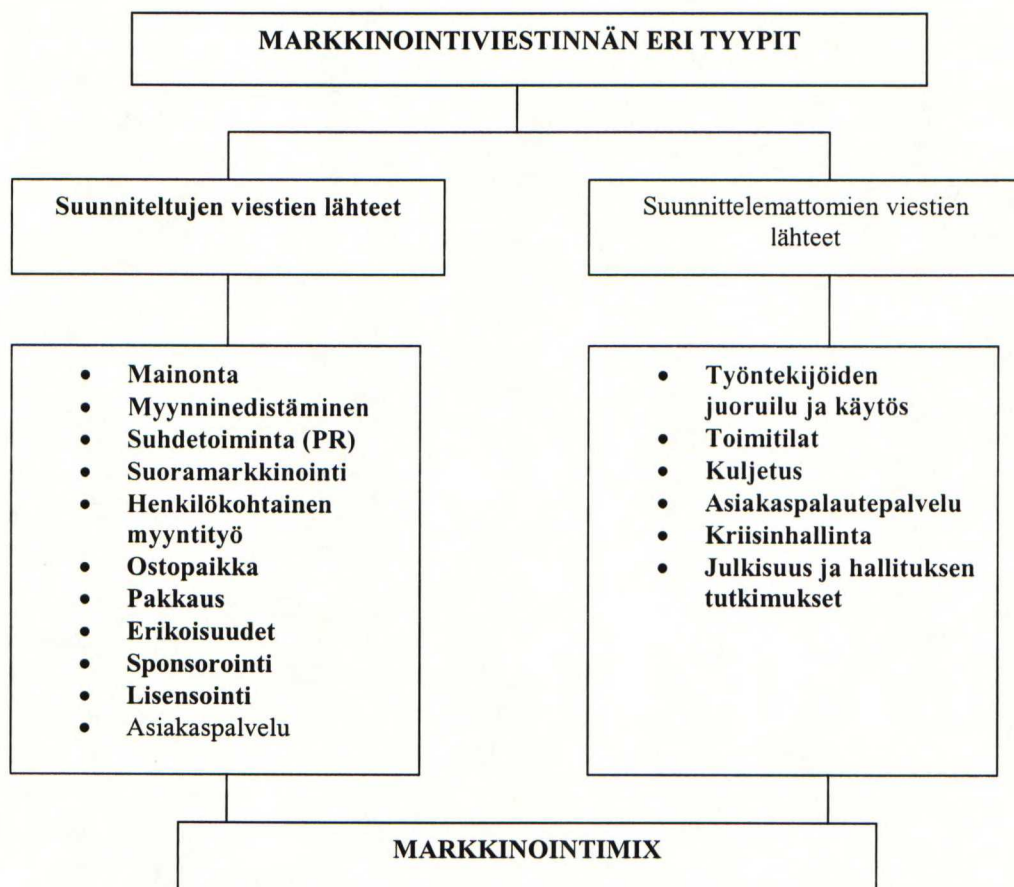 MARKKINOINTIVIESTINNÄN ERI TYYPIT
Suunniteltujen viestien lähteet
Suunnittelemattomien viestien
lähteet
• Mainonta
• Myynninedistäminen
• Suhdetoiminta (PR)
• Suoramarkkinointi
• Henkilökohtainen
myyntityö
• Ostopaikka
• Pakkaus
• Erikoisuudet
• Sponsorointi
• Lisensointi
• Asiakaspalvelu
• Työntekijöiden
juoruilu ja käytös
• Toimitilat
• Kuljetus
• Asiakaspalautepalvelu
• Kriisinhallinta
• Julkisuus ja hallituksen
tutkimukset
MARKKINOINTIMIX